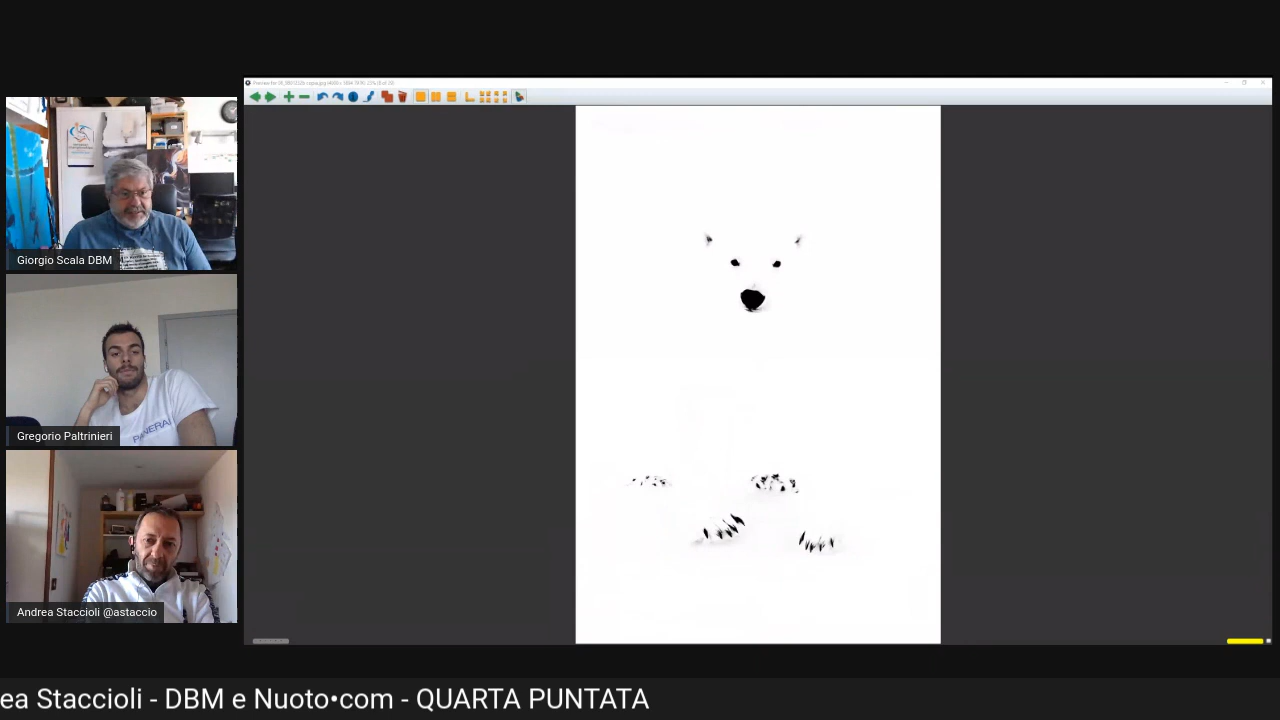 Giorgio Scala DBM
Gregorio Paltrinieri
Andrea Staccioli @astaccio
ea Staccioli - DBM e Nuoto•com - QUARTA PUNTATA